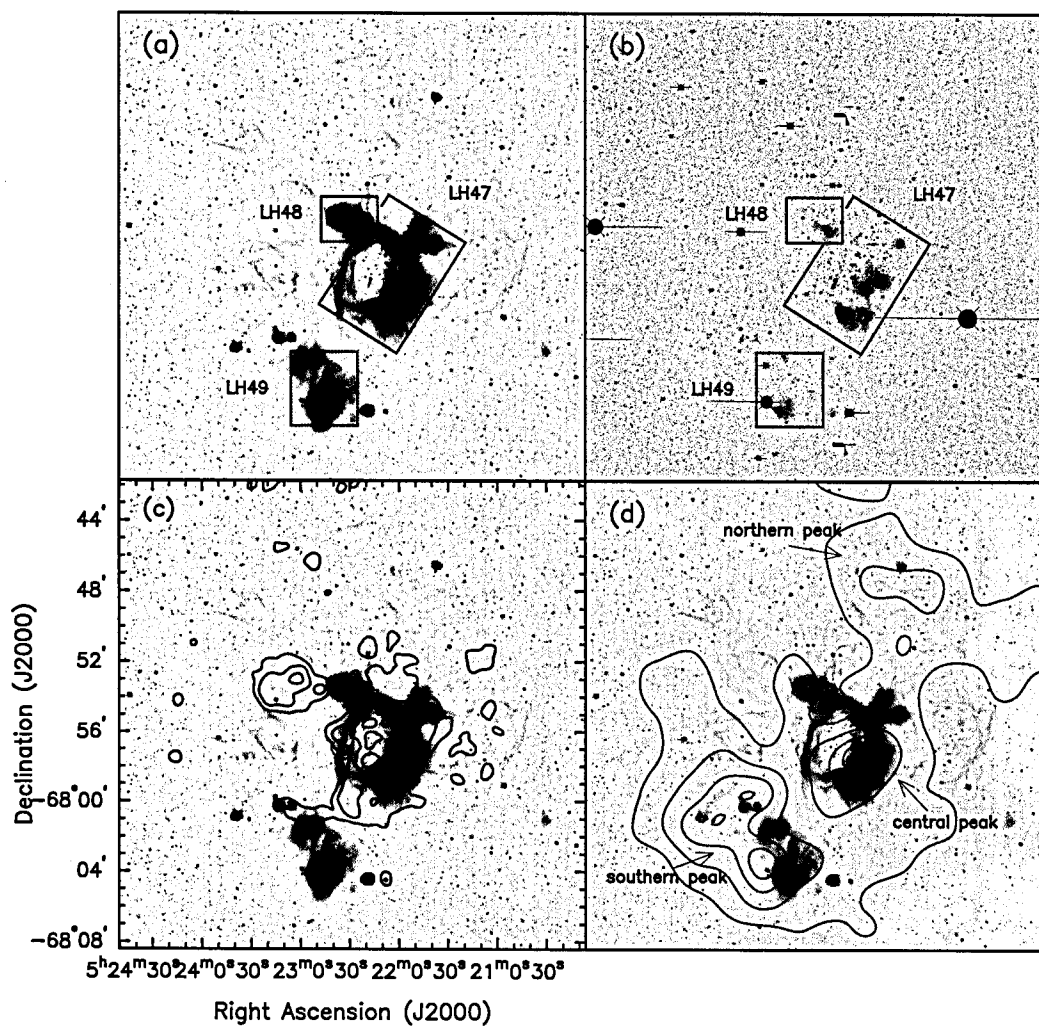 (a)
LH48
LH47
LH49
(b)
LH48
LH47
LH49
(c)
44'
48'
52'
56'
−68°00'
04'
−68°08'
Declination (J2000)
5ʰ24ᵐ30ˢ24ᵐ0ˢ30ˢ23ᵐ0ˢ30ˢ22ᵐ0ˢ30ˢ21ᵐ0ˢ30ˢ
Right Ascension (J2000)
(d)
northern peak
central peak
southern peak